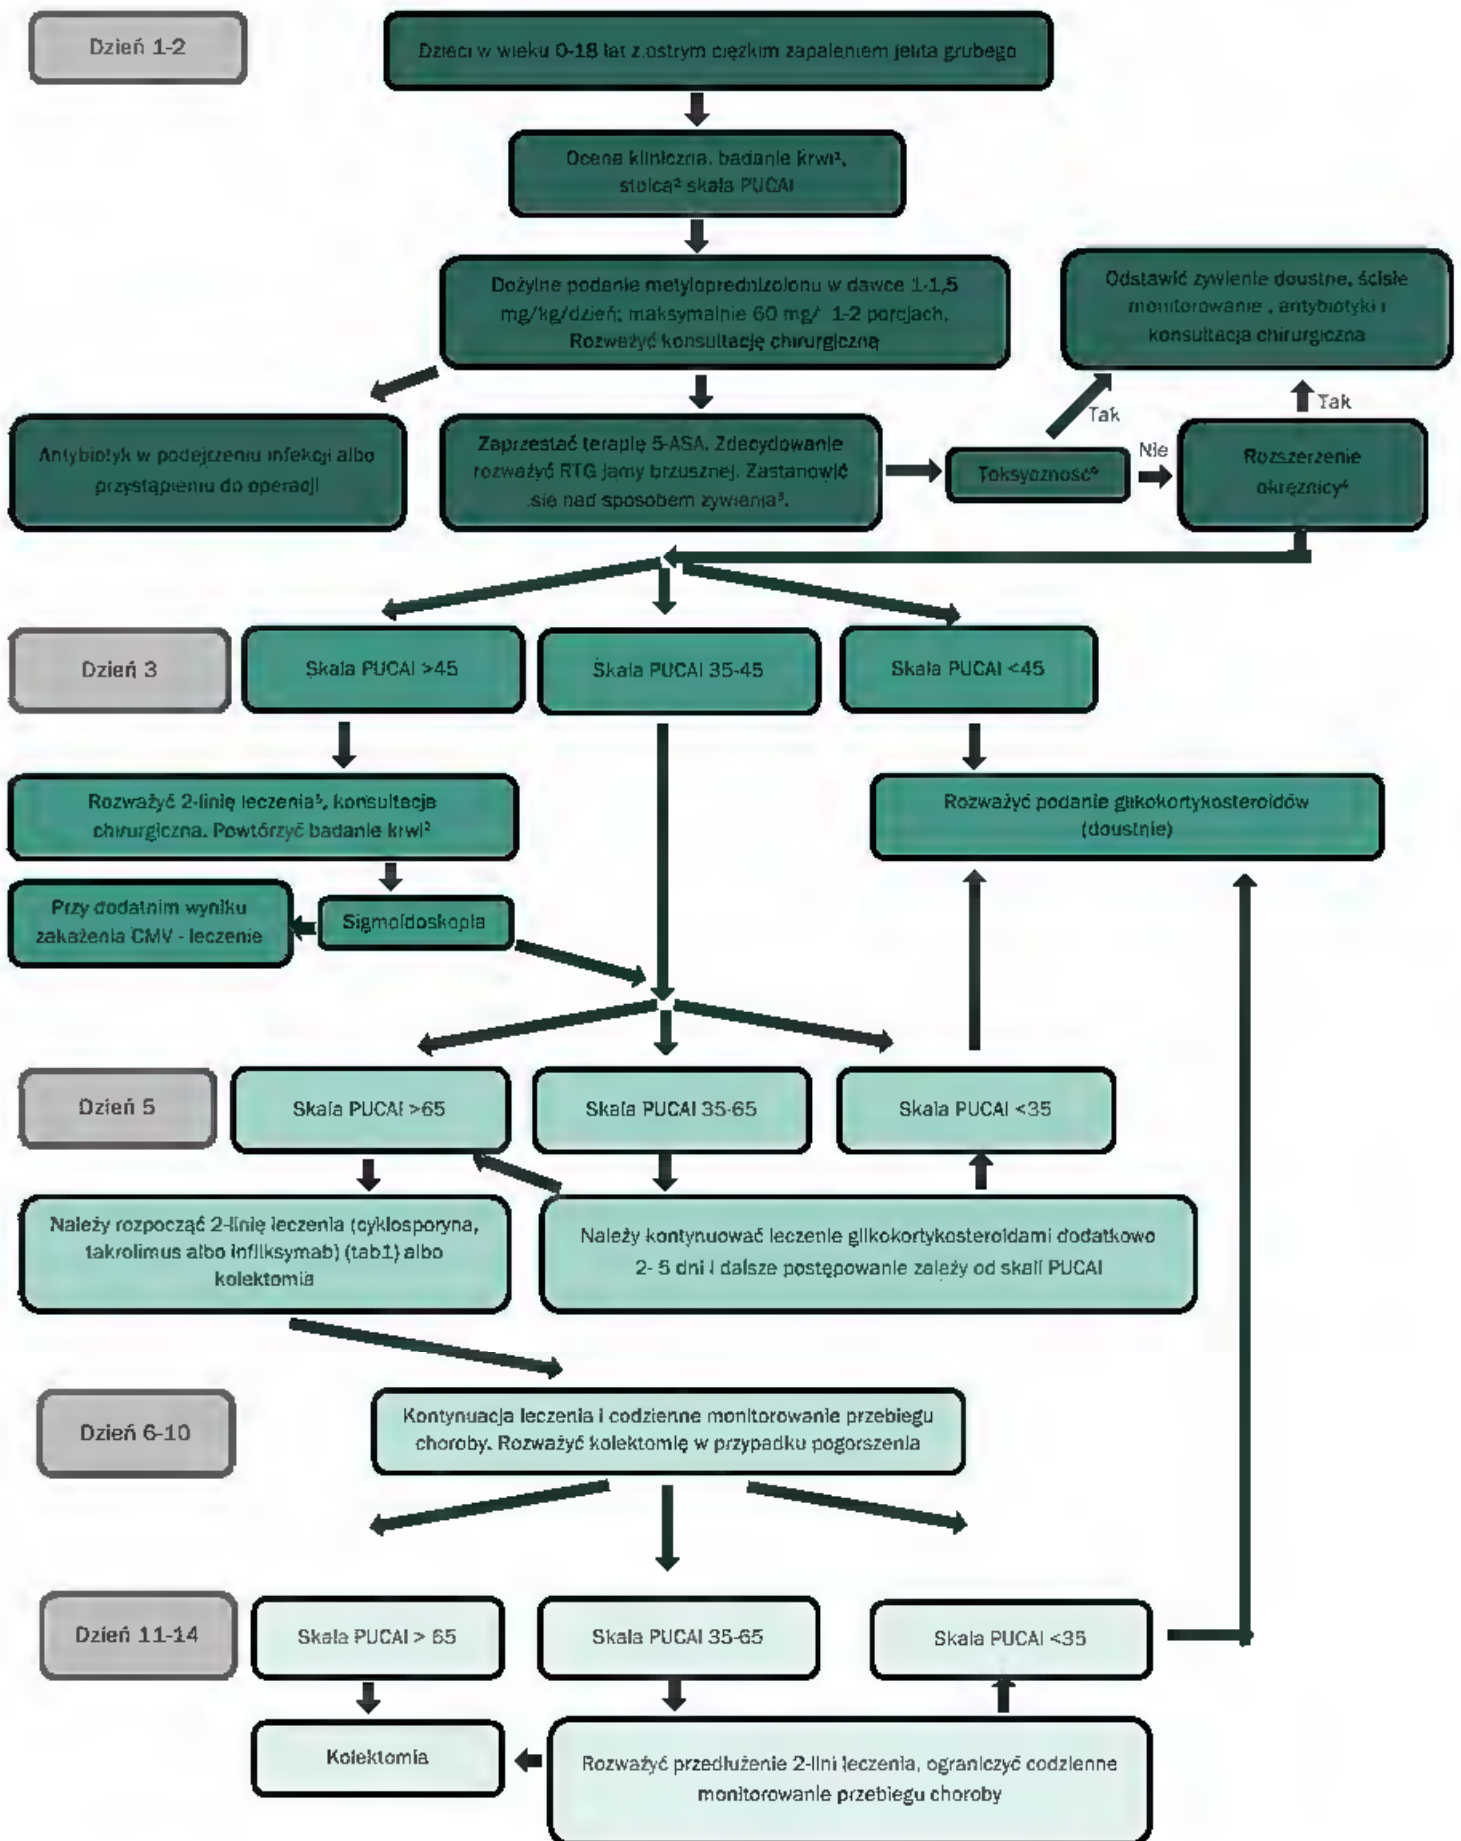 Dzień 1-2
Dzieci w wieku 0-18 lat z ostrym ciężkim zapaleniem jelita grubego
Ocena kliniczna, badanie krwi¹,
stolca² skala PUCAI
Dożylne podanie metyloprednizolonu w dawce 1-1,5
mg/kg/dzień; maksymalnie 60 mg/ 1-2 porcjach.
Rozważyć konsultację chirurgiczną
Odstawić żywienie doustne, ścisłe
monitorowanie , antybiotyki i
konsultacja chirurgiczna
Tak
Tak
Antybiotyk w podejrzeniu infekcji albo
przystąpieniu do operacji
Zaprzestać terapię 5-ASA. Zdecydowanie
rozważyć RTG jamy brzusznej. Zastanowić
się nad sposobem żywienia³.
Toksyczność⁴
Nie
Rozszerzenie
okrężnicy⁴
Dzień 3
Skala PUCAI >45
Skala PUCAI 35-45
Skala PUCAI <45
Rozważyć 2-linię leczenia⁵, konsultacja
chirurgiczna. Powtórzyć badanie krwi²
Rozważyć podanie glikokortykosteroidów
(doustnie)
Przy dodatnim wyniku
zakażenia CMV - leczenie
Sigmoidoskopia
Dzień 5
Skala PUCAI >65
Skala PUCAI 35-65
Skala PUCAI <35
Należy rozpocząć 2-linię leczenia (cyklosporyna,
takrolimus albo infliksymab) (tab1) albo
kolektomia
Należy kontynuować leczenie glikokortykosteroidami dodatkowo
2- 5 dni i dalsze postępowanie zależy od skali PUCAI
Dzień 6-10
Kontynuacja leczenia i codzienne monitorowanie przebiegu
choroby. Rozważyć kolektomię w przypadku pogorszenia
Dzień 11-14
Skala PUCAI > 65
Skala PUCAI 35-65
Skala PUCAI <35
Kolektomia
Rozważyć przedłużenie 2-lini leczenia, ograniczyć codzienne
monitorowanie przebiegu choroby